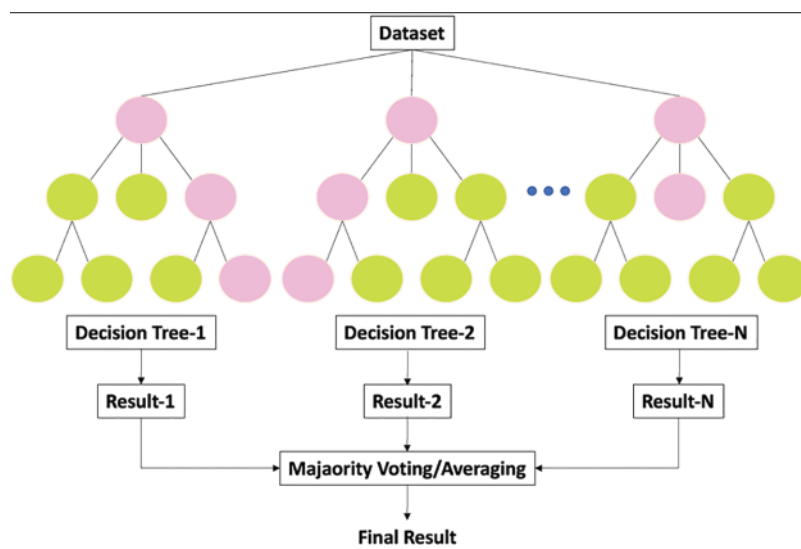 Dataset
Decision Tree-1
Decision Tree-2
Decision Tree-N
Result-1
Result-2
Result-N
Majaority Voting/Averaging
Final Result